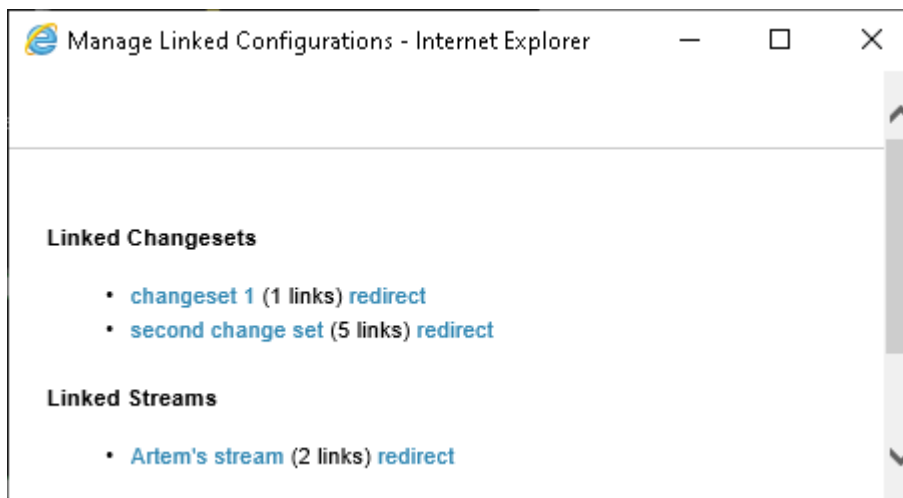 Manage Linked Configurations - Internet Explorer
Linked Changesets
• changeset 1 (1 links) redirect
• second change set (5 links) redirect
Linked Streams
• Artem's stream (2 links) redirect